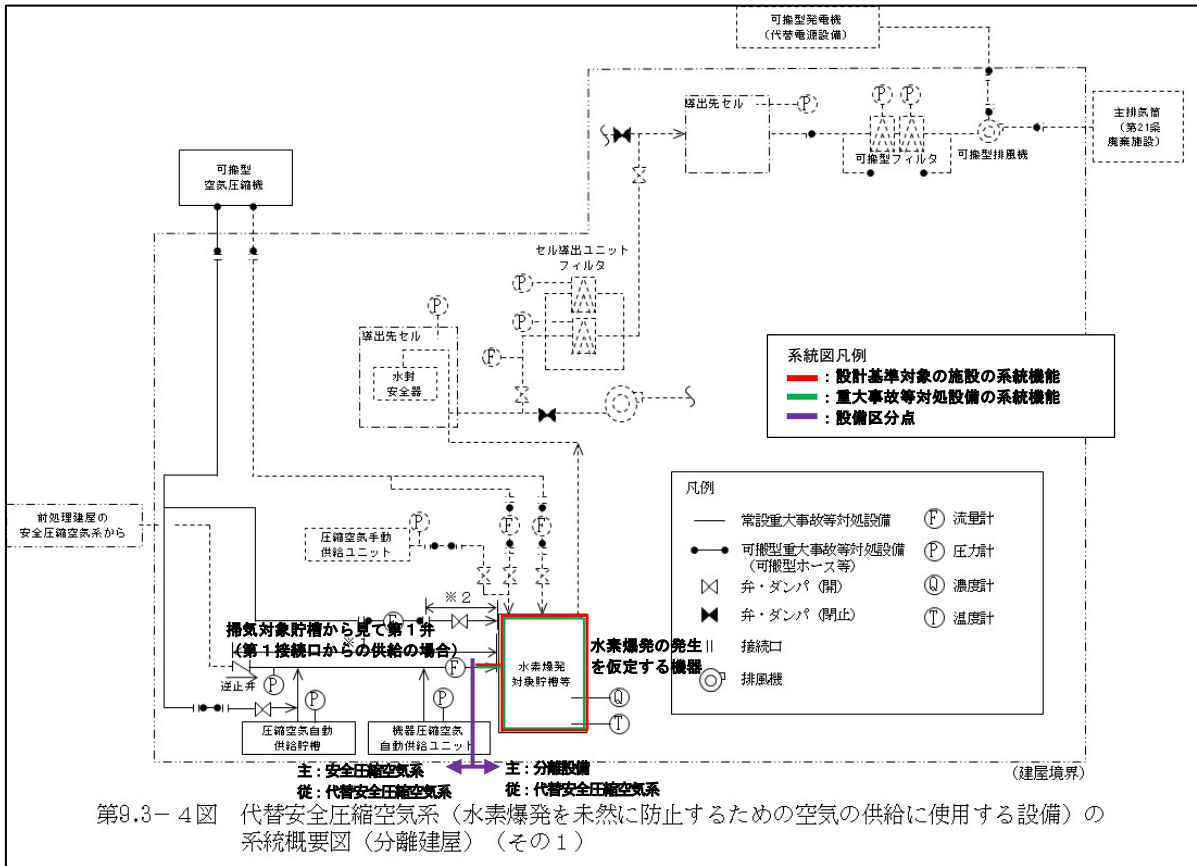 可搬型発電機
(代替電源設備)
導出先セル
P
P
P
主排気筒
(第21条
廃棄施設)
可搬型フィルタ
可搬型排風機
可搬型
空気圧縮機
セル導出ユニット
フィルタ
P
P
P
導出先セル
水封
安全器
F
系統図凡例
:設計基準対象の施設の系統機能
:重大事故等対処設備の系統機能
:設備区分点
凡例
常設重大事故等対処設備
可搬型重大事故等対処設備
(可搬型ホース等)
弁・ダンパ(開)
弁・ダンパ(閉止)
接続口
排風機
F 流量計
P 圧力計
Q 濃度計
T 温度計
前処理建屋の
安全圧縮空気系から
P
圧縮空気手動
供給ユニット
F
F
※2
F
掃気対象貯槽から見て第1弁
(第1接続口からの供給の場合)
水素爆発の発生
を仮定する機器
水素爆発
対象貯槽等
F
逆止弁
P
P
P
Q
T
圧縮空気自動
供給貯槽
機器圧縮空気
自動供給ユニット
主:安全圧縮空気系
従:代替安全圧縮空気系
主:分離設備
従:代替安全圧縮空気系
(建屋境界)
第9.3-4図 代替安全圧縮空気系(水素爆発を未然に防止するための空気の供給に使用する設備)の
系統概要図(分離建屋)(その1)